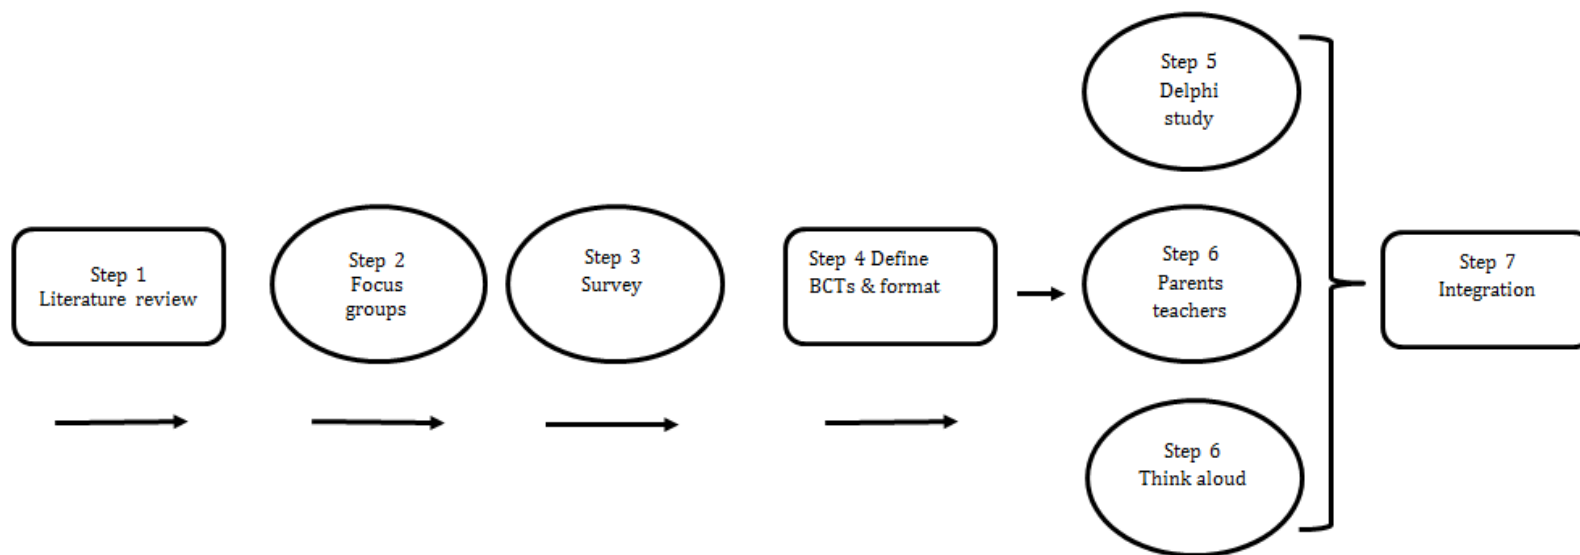 Step 1
Literature review
Step 2
Focus
groups
Step 3
Survey
Step 4 Define
BCTs & format
Step 5
Delphi
study
Step 6
Parents
teachers
Step 6
Think aloud
Step 7
Integration